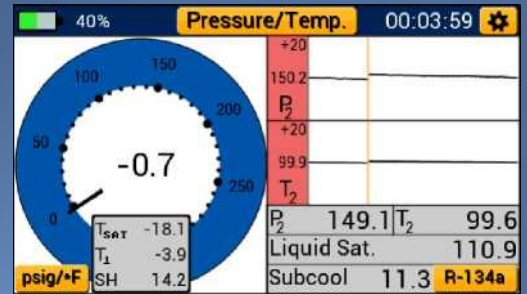 40%
Pressure/Temp.
00:03:59
0
50
100
150
200
250
-0.7
TSAT -18.1
T1 -3.9
SH 14.2
psig/°F
+20
150.2
P2
+20
99.9
T2
P2 149.1 T2 99.6
Liquid Sat. 110.9
Subcool 11.3 R-134a